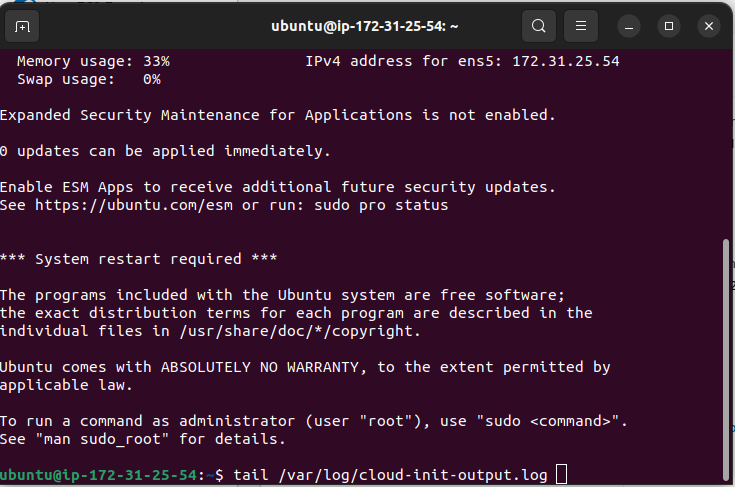 ubuntu@ip-172-31-25-54: ~
Memory usage: 33% IPv4 address for ens5: 172.31.25.54
Swap usage: 0%
Expanded Security Maintenance for Applications is not enabled.
0 updates can be applied immediately.
Enable ESM Apps to receive additional future security updates.
See https://ubuntu.com/esm or run: sudo pro status
*** System restart required ***
The programs included with the Ubuntu system are free software;
the exact distribution terms for each program are described in the
individual files in /usr/share/doc/*/copyright.
Ubuntu comes with ABSOLUTELY NO WARRANTY, to the extent permitted by
applicable law.
To run a command as administrator (user "root"), use "sudo <command>".
See "man sudo_root" for details.
ubuntu@ip-172-31-25-54:~$ tail /var/log/cloud-init-output.log